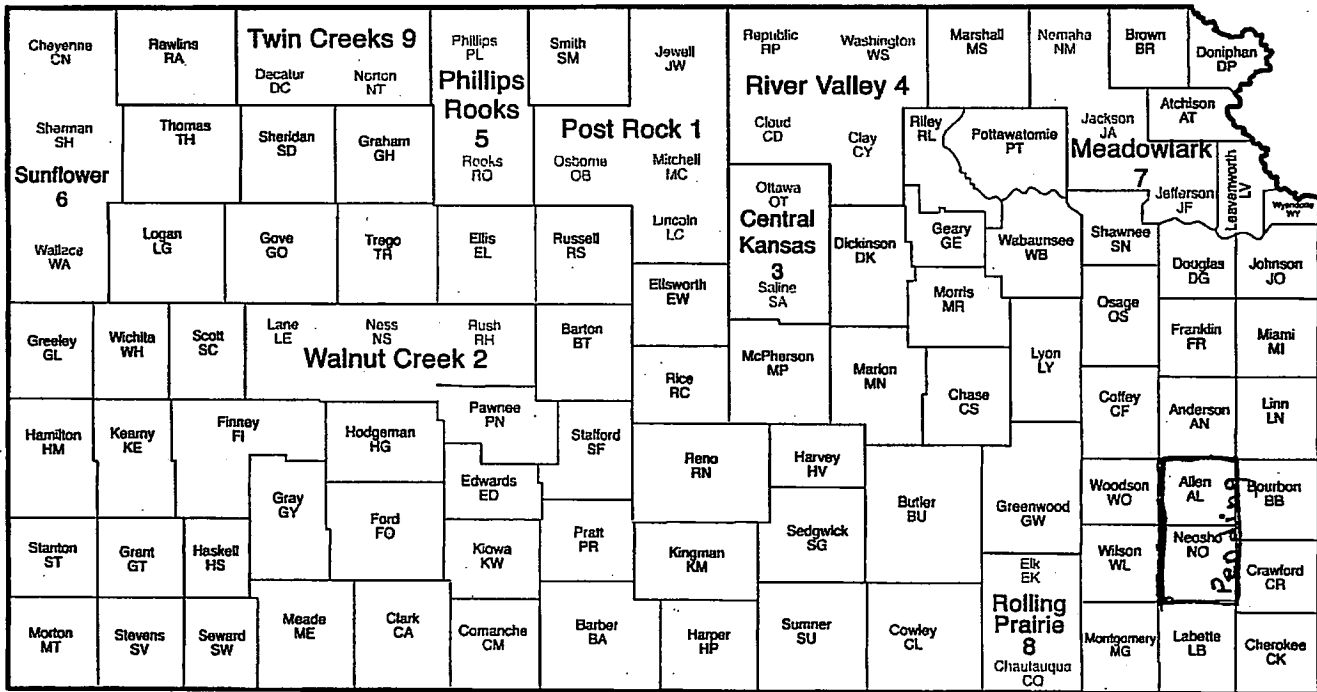 Cheyenne
CN
Rawlins
RA
Twin Creeks 9
Decatur
DC
Norton
NT
Phillips
PL
Phillips
Rooks
5
Rooks
RO
Smith
SM
Jewell
JW
Republic
RP
Washington
WS
River Valley 4
Cloud
CD
Clay
CY
Marshall
MS
Nemaha
NM
Brown
BR
Doniphan
DP
Atchison
AT
Sherman
SH
Sunflower
6
Wallace
WA
Thomas
TH
Sheridan
SD
Graham
GH
Post Rock 1
Osborne
OB
Mitchell
MC
Lincoln
LC
Riley
RL
Pottawatomie
PT
Jackson
JA
Meadowlark
7
Jefferson
JF
Leavenworth
LV
Wyandotte
WY
Ottawa
OT
Central
Kansas
3
Saline
SA
Logan
LG
Gove
GO
Trego
TR
Ellis
EL
Russell
RS
Ellsworth
EW
Dickinson
DK
Geary
GE
Wabaunsee
WB
Shawnee
SN
Douglas
DG
Johnson
JO
Morris
MR
Osage
OS
Greeley
GL
Wichita
WH
Scott
SC
Lane
LE
Ness
NS
Rush
RH
Walnut Creek 2
Barton
BT
Rice
RC
McPherson
MP
Marion
MN
Chase
CS
Lyon
LY
Franklin
FR
Miami
MI
Coffey
CF
Anderson
AN
Linn
LN
Hamilton
HM
Kearny
KE
Finney
FI
Hodgeman
HG
Pawnee
PN
Stafford
SF
Edwards
ED
Reno
RN
Harvey
HV
Gray
GY
Ford
FO
Sedgwick
SG
Butler
BU
Greenwood
GW
Woodson
WO
Allen
AL
Bourbon
BB
Stanton
ST
Grant
GT
Haskell
HS
Kiowa
KW
Pratt
PR
Kingman
KM
Elk
EK
Rolling
Prairie
8
Chautauqua
CQ
Wilson
WL
Neosho
NO
Crawford
CR
Morton
MT
Stevens
SV
Seward
SW
Meade
ME
Clark
CA
Comanche
CM
Barber
BA
Harper
HP
Sumner
SU
Cowley
CL
Montgomery
MG
Labette
LB
Cherokee
CK